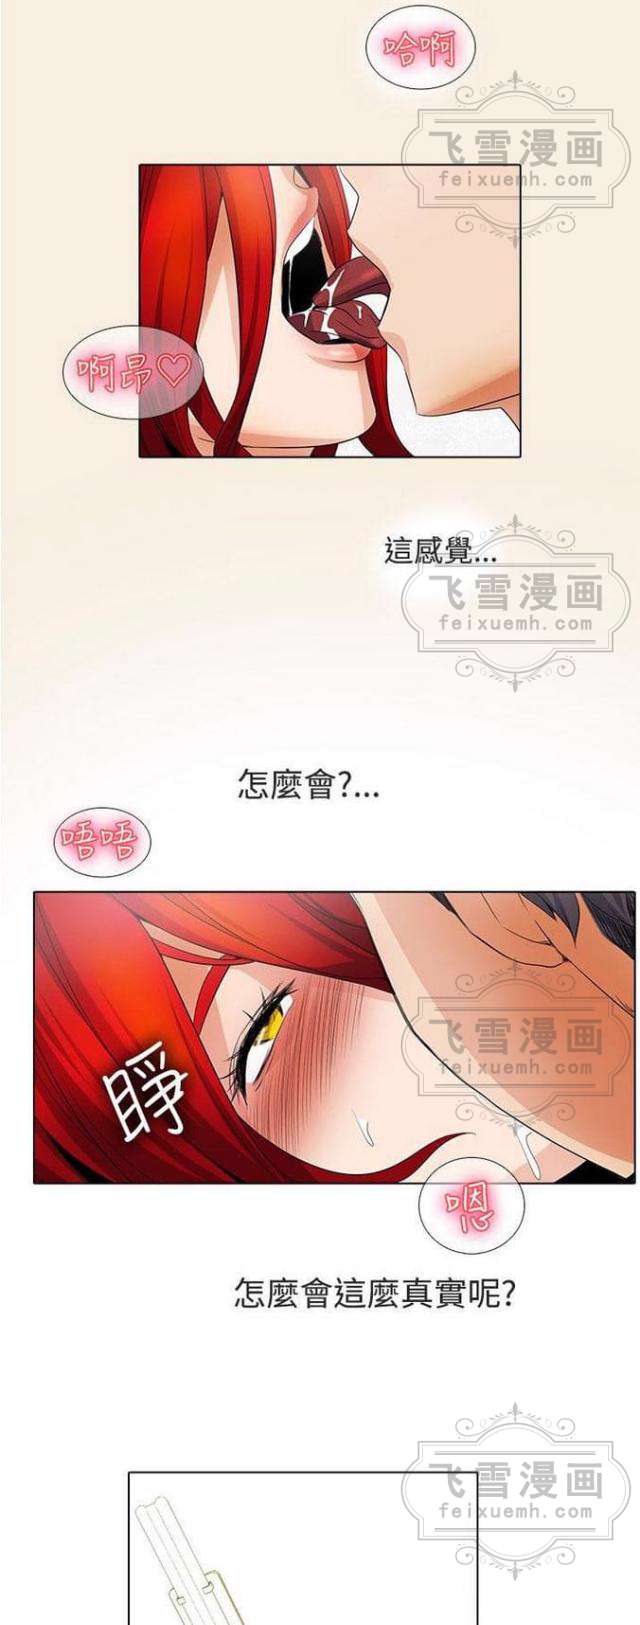 哈啊
飞雪漫画
feixuemh.com
啊昂♡
這感覺...
飞雪漫画
feixuemh.com
怎麼會?...
唔唔
飞雪漫画
feixuemh.com
睜
嗯
怎麼會這麼真實呢?
飞雪漫画
feixuemh.com